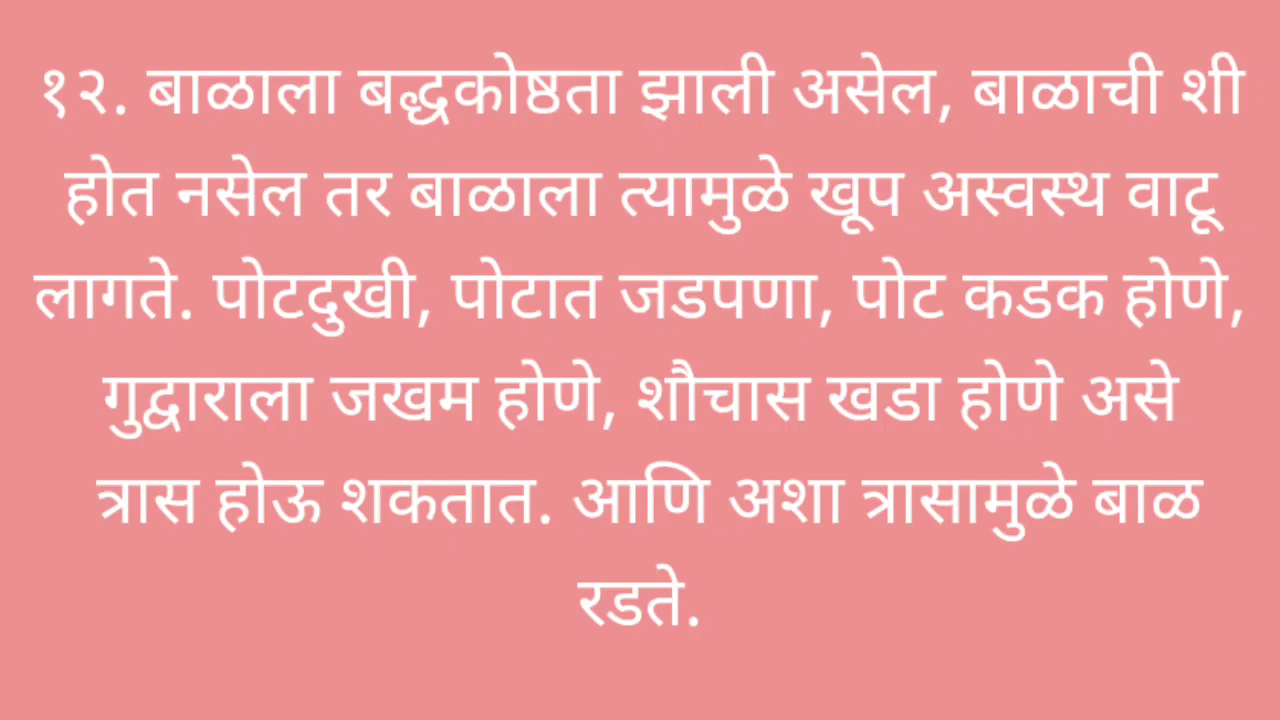 १२. बाळाला बद्धकोष्ठता झाली असेल, बाळाची शी
होत नसेल तर बाळाला त्यामुळे खूप अस्वस्थ वाटू
लागते. पोटदुखी, पोटात जडपणा, पोट कडक होणे,
गुद्वाराला जखम होणे, शौचास खडा होणे असे
त्रास होऊ शकतात. आणि अशा त्रासामुळे बाळ
रडते.